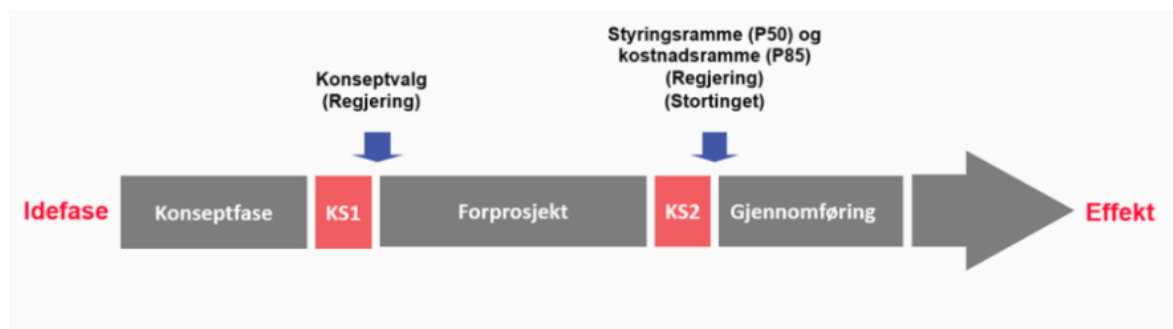 Styringsramme (P50) og
kostnadsramme (P85)
(Regjering)
(Stortinget)
Konseptvalg
(Regjering)
Idefase
Konseptfase
KS1
Forprosjekt
KS2
Gjennomføring
Effekt